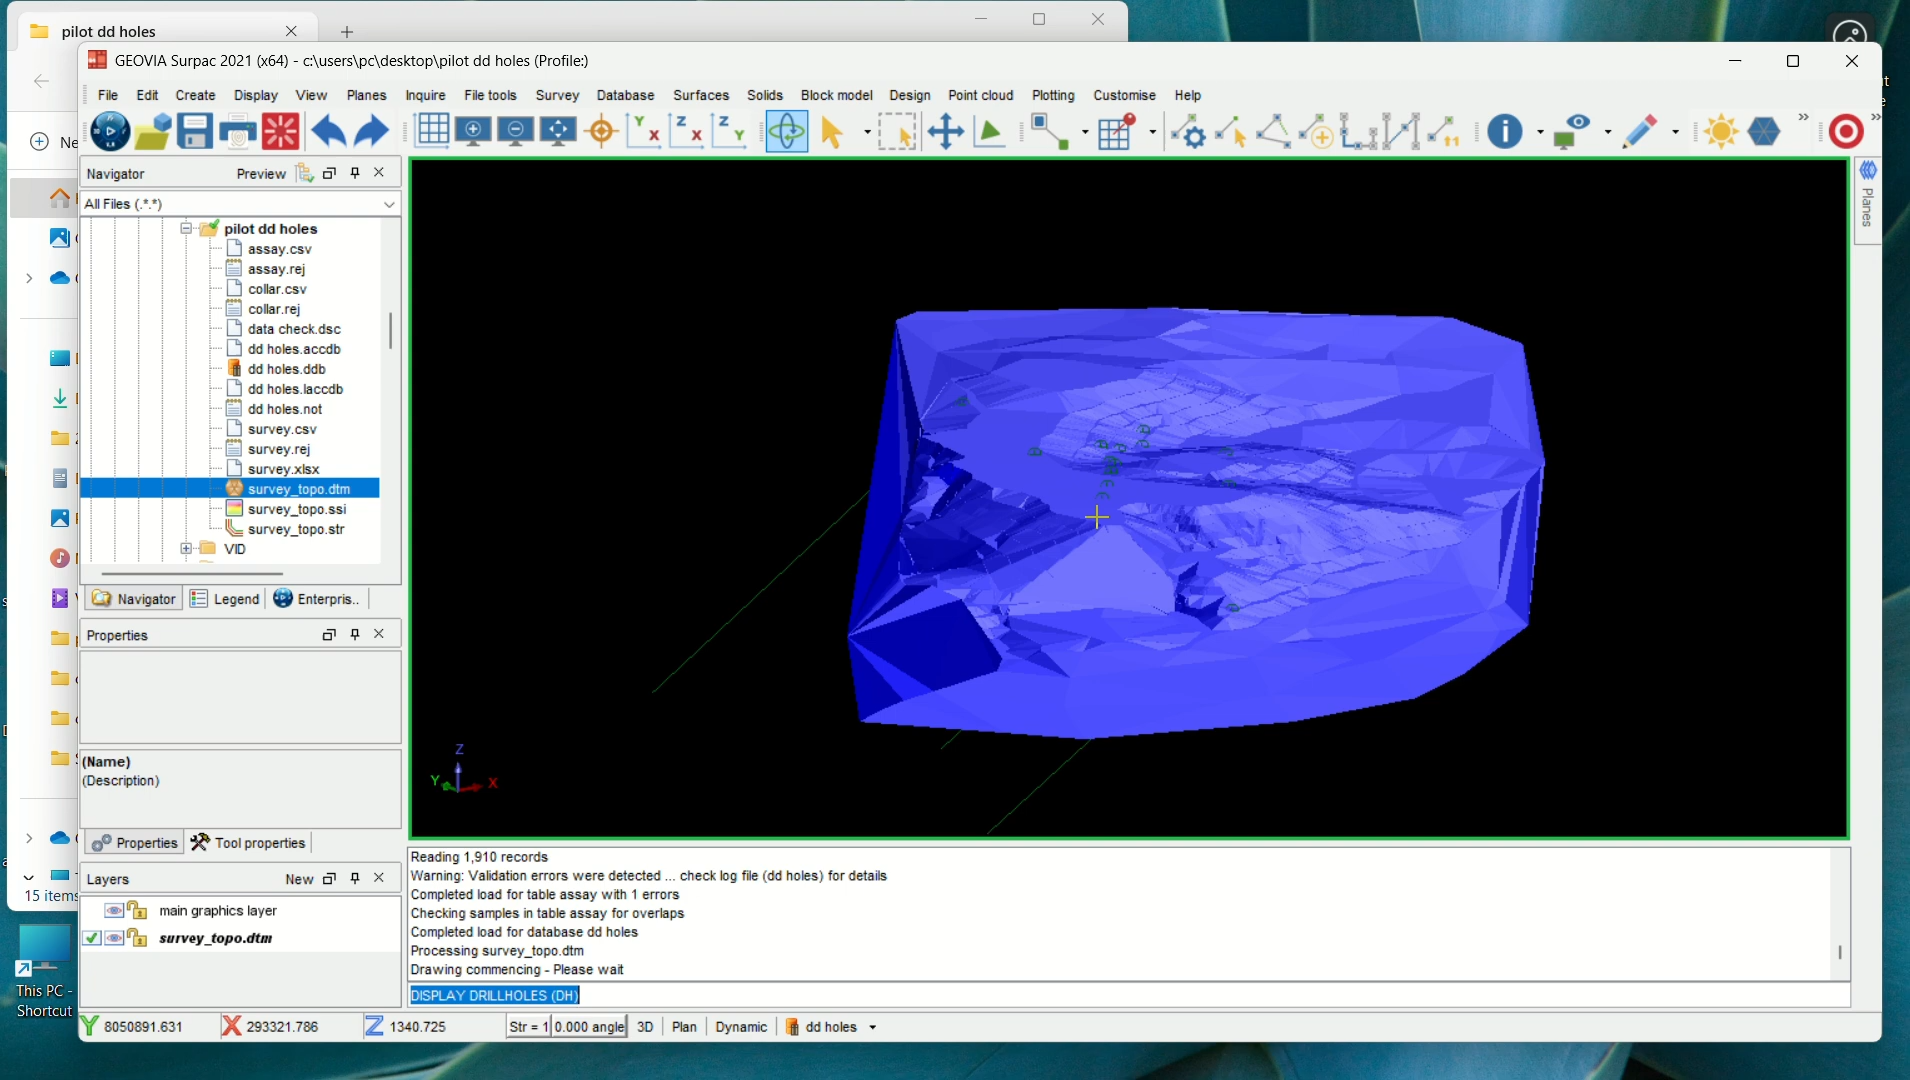 pilot dd holes
GEOVIA Surpac 2021 (x64) - c:\users\pc\desktop\pilot dd holes (Profile:)
File Edit Create Display View Planes Inquire File tools Survey Database Surfaces Solids Block model Design Point cloud Plotting Customise Help
Ne
Navigator Preview
All Files (*.*)
pilot dd holes
assay.csv
assay.rej
collar.csv
collar.rej
data check.dsc
dd holes.accdb
dd holes.ddb
dd holes.laccdb
dd holes.not
survey.csv
survey.rej
survey.xlsx
survey_topo.dtm
survey_topo.ssi
survey_topo.str
VID
Navigator Legend Enterpris..
Properties
(Name)
(Description)
Properties Tool properties
Layers New
main graphics layer
survey_topo.dtm
Planes
Z
Y X
Reading 1,910 records
Warning: Validation errors were detected ... check log file (dd holes) for details
Completed load for table assay with 1 errors
Checking samples in table assay for overlaps
Completed load for database dd holes
Processing survey_topo.dtm
Drawing commencing - Please wait
DISPLAY DRILLHOLES (DH)
Y 8050891.631 X 293321.786 Z 1340.725 Str = 1 0.000 angle 3D Plan Dynamic dd holes
15 items
This PC -
Shortcut